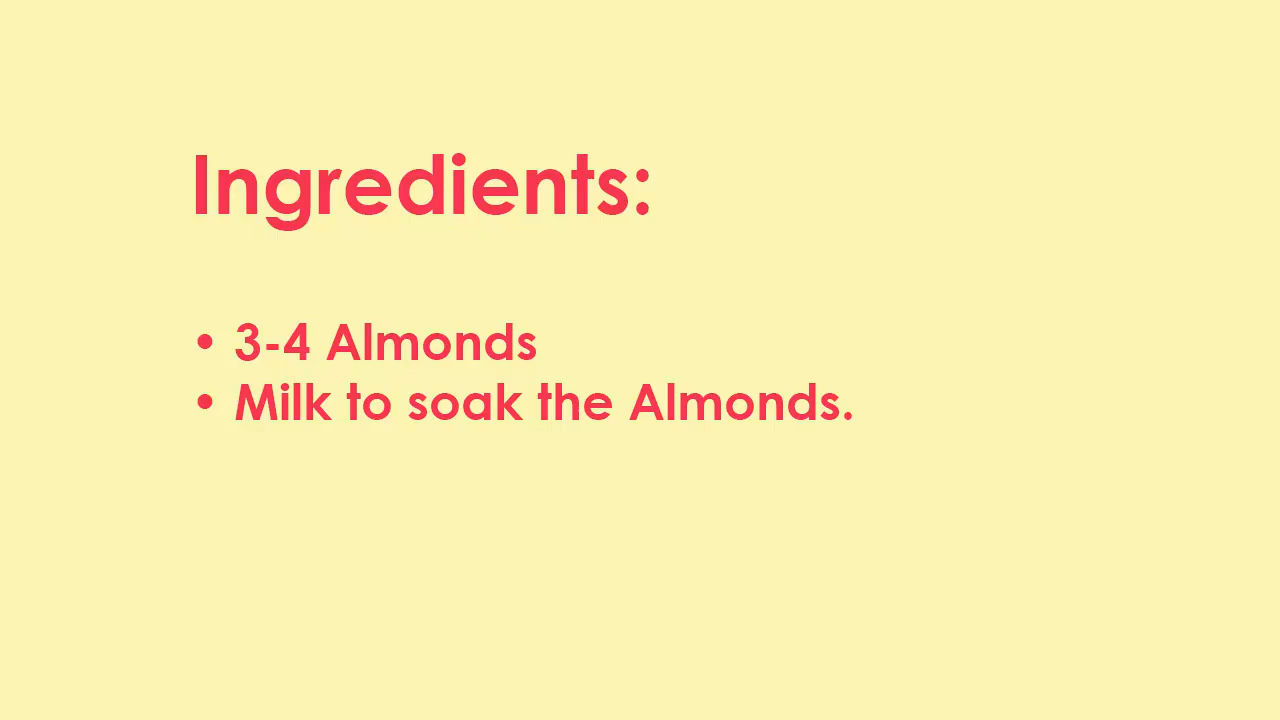 Ingredients:
• 3-4 Almonds
• Milk to soak the Almonds.